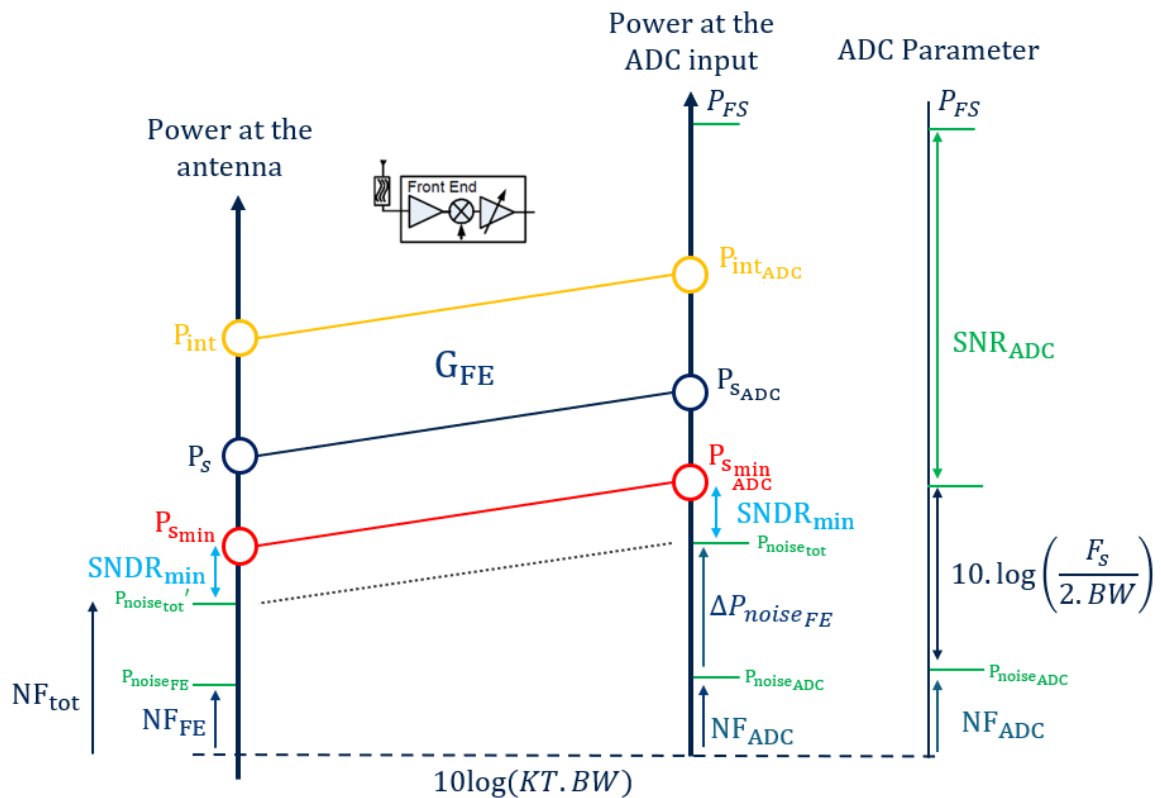 Power at the
antenna
Power at the
ADC input
ADC Parameter
P_FS
P_FS
Front End
P_int
P_int_ADC
G_FE
SNR_ADC
P_s
P_s_ADC
P_s_min
P_s_min_ADC
SNDR_min
SNDR_min
P_noise_tot'
P_noise_tot
10.log(F_s/2.BW)
ΔP_noise_FE
NF_tot
P_noise_FE
P_noise_ADC
P_noise_ADC
NF_FE
NF_ADC
NF_ADC
10log(KT.BW)